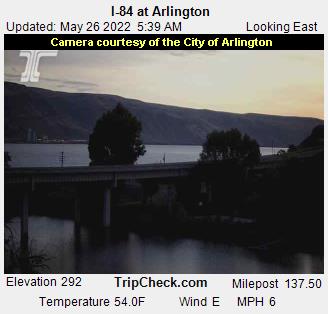 I-84 at Arlington
Updated: May 26 2022 5:39 AM Looking East
Camera courtesy of the City of Arlington
Elevation 292 TripCheck.com Milepost 137.50
Temperature 54.0F Wind E MPH 6